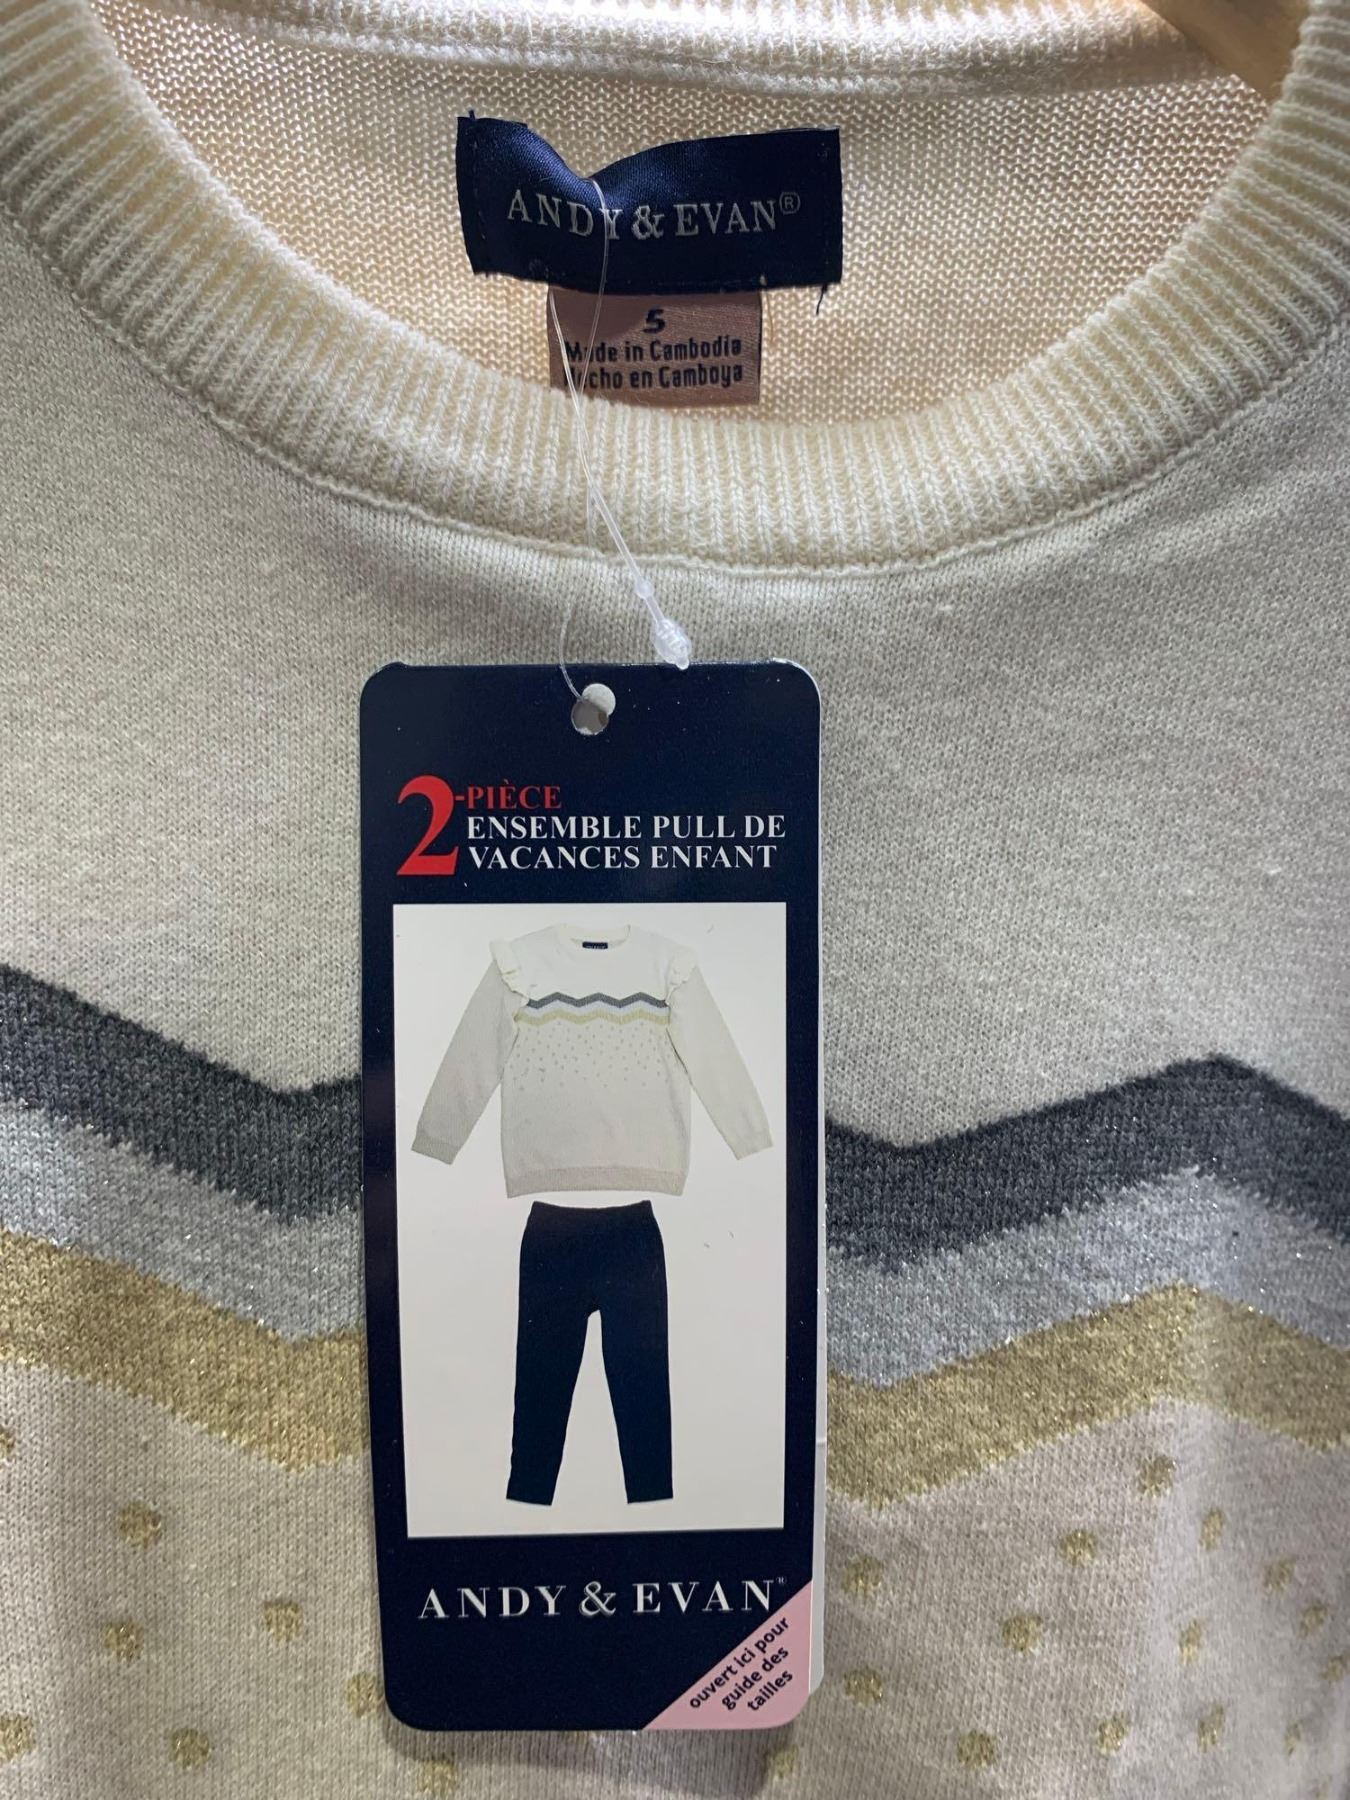 ANDY & EVAN®
5
Made in Cambodia
Hecho en Camboya
2-PIÈCE
ENSEMBLE PULL DE
VACANCES ENFANT
ANDY & EVAN®
ouvert ici pour
guide des
tailles